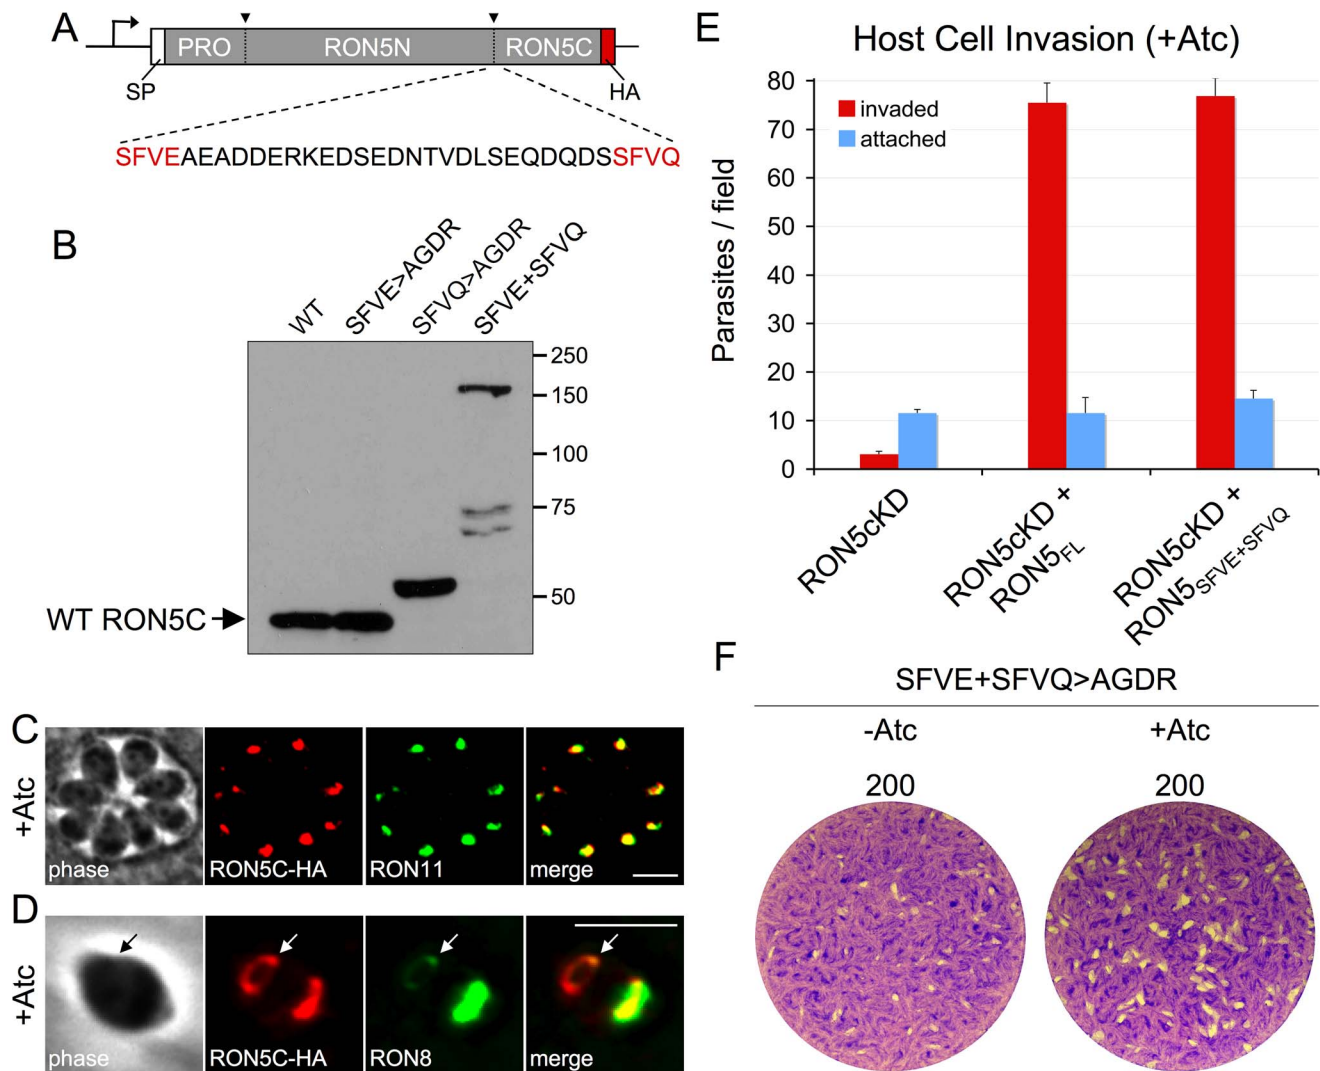 A
PRO
RON5N
RON5C
SP
HA
SFVEAEADDERKEDSEDNTVDLSEQDQDSSFVQ
B
WT
SFVE>AGDR
SFVQ>AGDR
SFVE+SFVQ
250
150
100
75
50
WT RON5C
C
+Atc
phase
RON5C-HA
RON11
merge
D
+Atc
phase
RON5C-HA
RON8
merge
E
Host Cell Invasion (+Atc)
Parasites / field
80
70
60
50
40
30
20
10
0
invaded
attached
RON5cKD
RON5cKD +
RON5FL
RON5cKD +
RON5SFVE+SFVQ
F
SFVE+SFVQ>AGDR
-Atc
+Atc
200
200